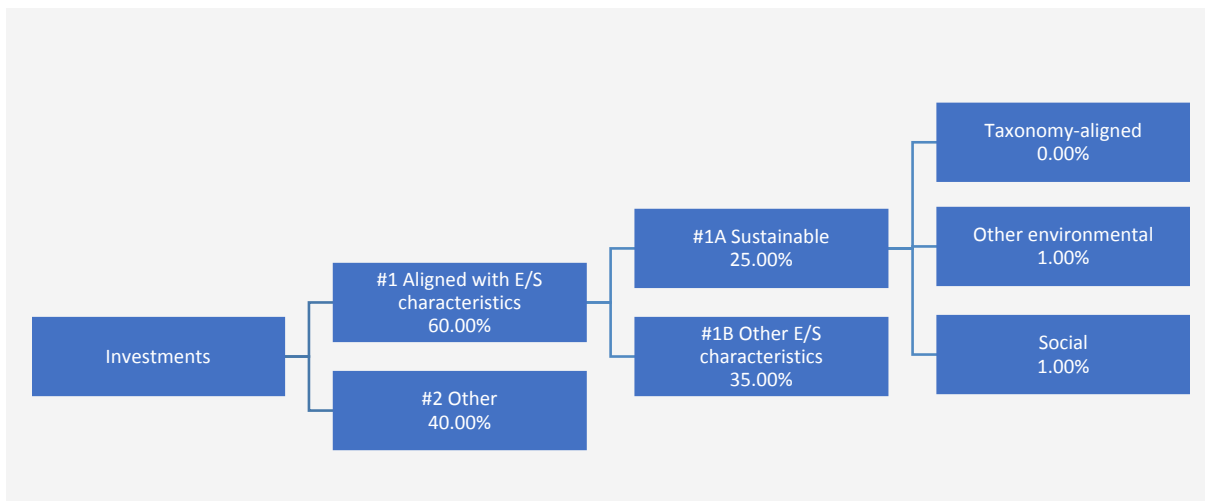 Investments
#1 Aligned with E/S
characteristics
60.00%
#2 Other
40.00%
#1A Sustainable
25.00%
#1B Other E/S
characteristics
35.00%
Taxonomy-aligned
0.00%
Other environmental
1.00%
Social
1.00%